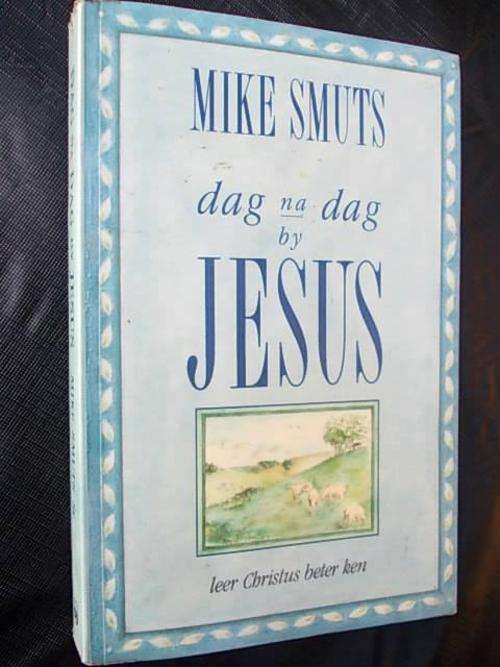 MIKE SMUTS
dag na dag
by
JESUS
leer Christus beter ken